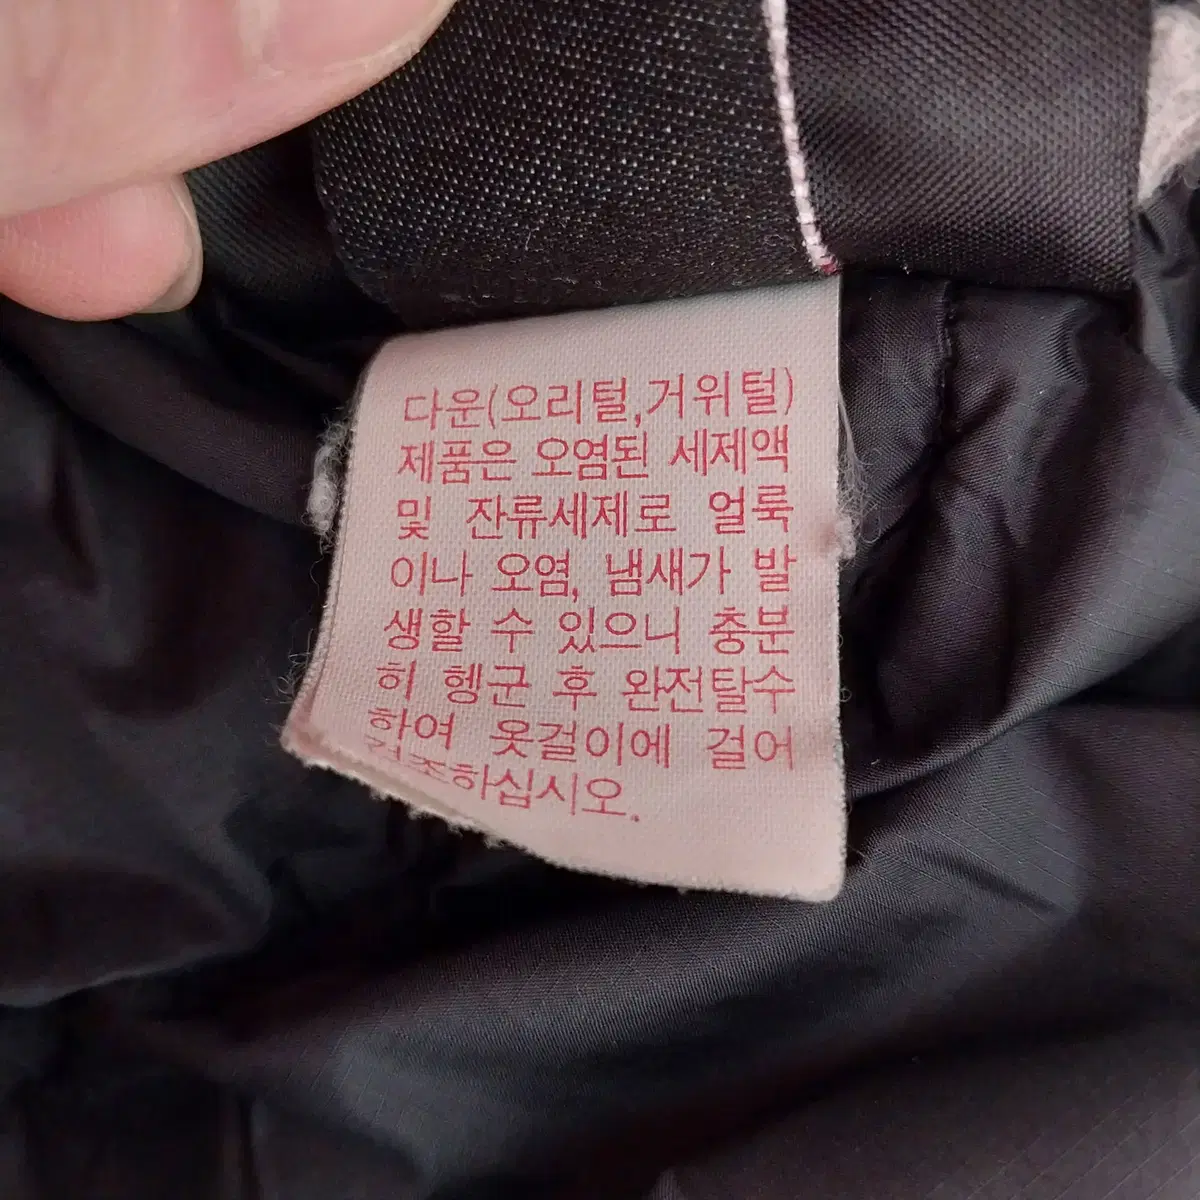 다운(오리털,거위털)
제품은 오염된 세제액
및 잔류세제로 얼룩
이나 오염, 냄새가 발
생할 수 있으니 충분
히 헹군 후 완전탈수
하여 옷걸이에 걸어
건조하십시오.